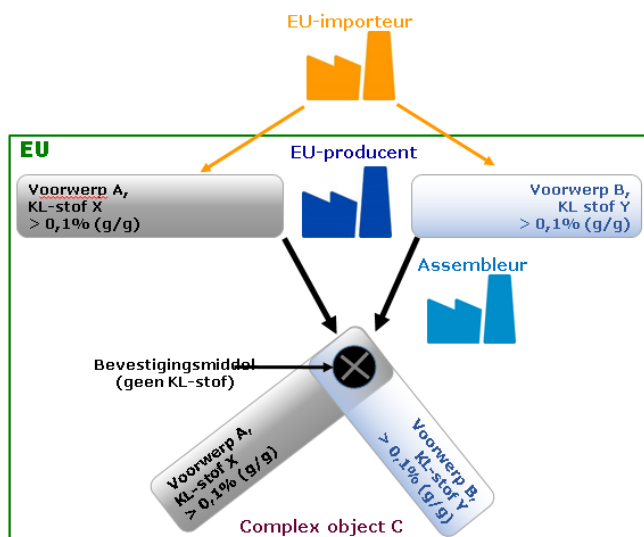 EU-importeur
EU
EU-producent
Voorwerp A,
KL-stof X
> 0,1% (g/g)
Voorwerp B,
KL stof Y
> 0,1% (g/g)
Assembleur
Bevestigingsmiddel
(geen KL-stof)
Voorwerp A,
KL-stof X
> 0,1% (g/g)
Voorwerp B,
KL-stof Y
> 0,1% (g/g)
Complex object C